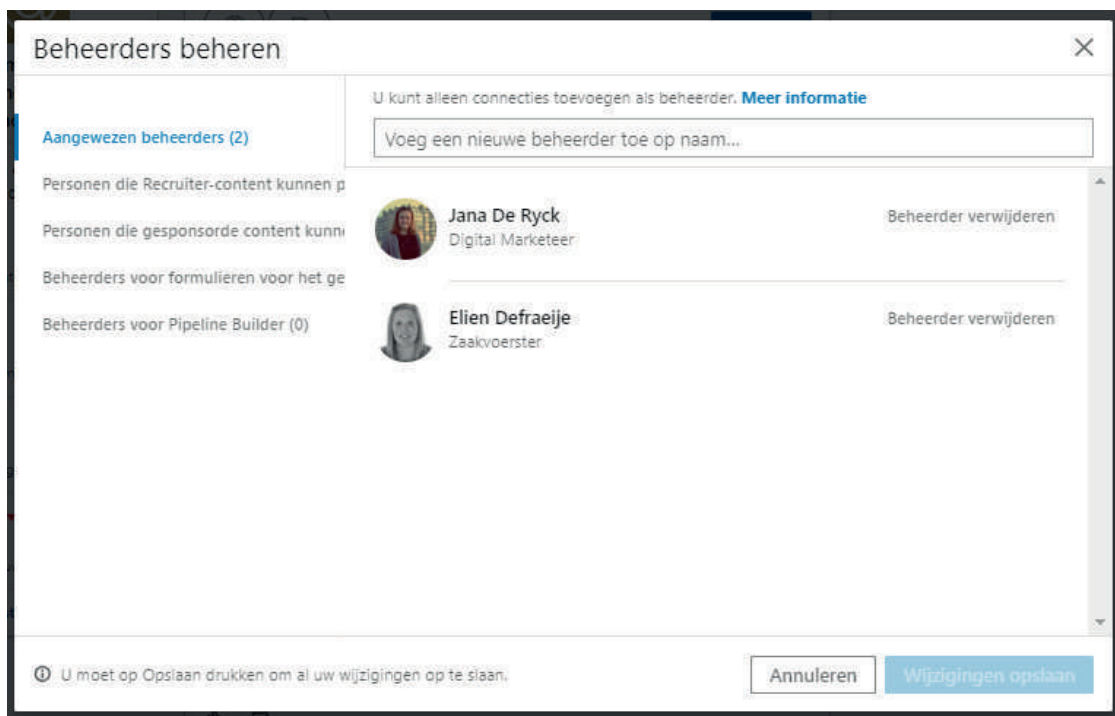 Beheerders beheren
U kunt alleen connecties toevoegen als beheerder. Meer informatie
Voeg een nieuwe beheerder toe op naam...
Aangewezen beheerders (2)
Personen die Recruiter-content kunnen p
Personen die gesponsorde content kunne
Beheerders voor formulieren voor het ge
Beheerders voor Pipeline Builder (0)
Jana De Ryck
Digital Marketeer
Beheerder verwijderen
Elien Defraeije
Zaakvoerster
Beheerder verwijderen
U moet op Opslaan drukken om al uw wijzigingen op te slaan.
Annuleren
Wijzigingen opslaan